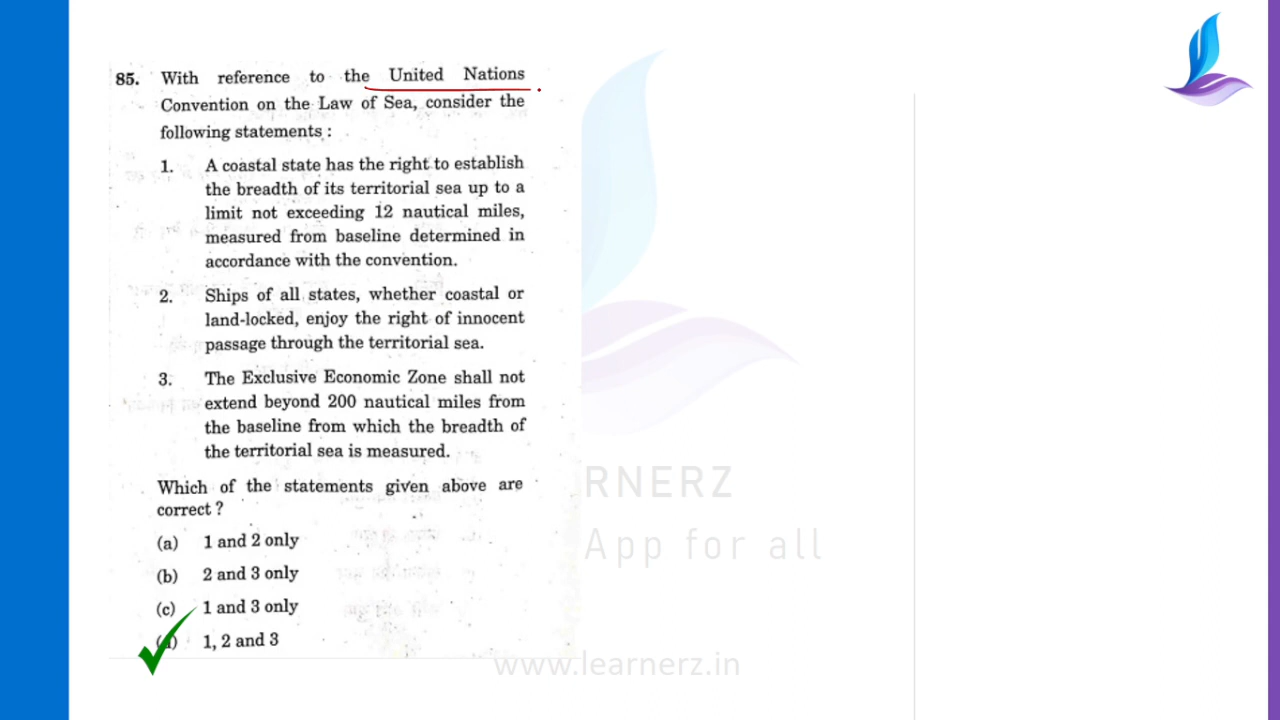 85. With reference to the United Nations
Convention on the Law of Sea, consider the
following statements :
1. A coastal state has the right to establish
the breadth of its territorial sea up to a
limit not exceeding 12 nautical miles,
measured from baseline determined in
accordance with the convention.
2. Ships of all states, whether coastal or
land-locked, enjoy the right of innocent
passage through the territorial sea.
3. The Exclusive Economic Zone shall not
extend beyond 200 nautical miles from
the baseline from which the breadth of
the territorial sea is measured.
Which of the statements given above are
correct ?
(a) 1 and 2 only
(b) 2 and 3 only
(c) 1 and 3 only
(d) 1, 2 and 3
RNERZ
App for all
www.learnerz.in